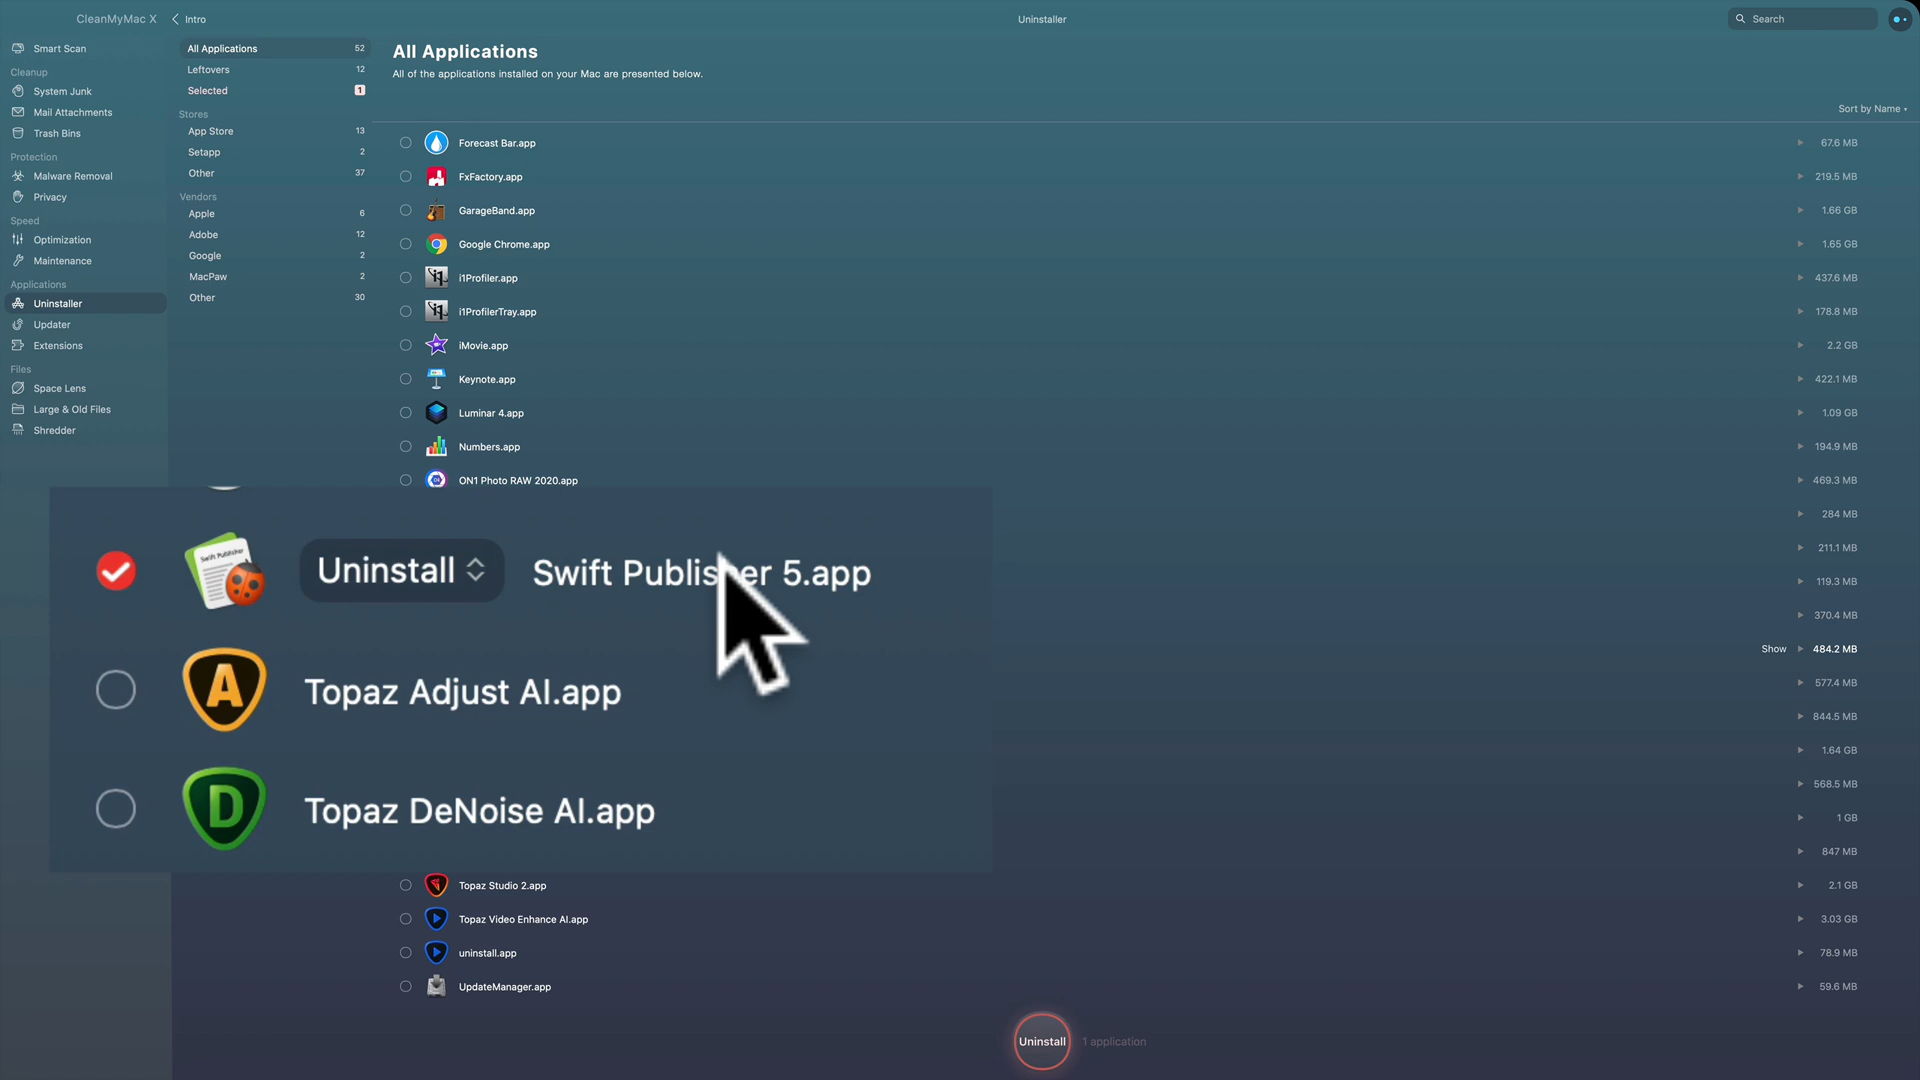 CleanMyMac X
Intro
Uninstaller
Search
Smart Scan
Cleanup
System Junk
Mail Attachments
Trash Bins
Protection
Malware Removal
Privacy
Speed
Optimization
Maintenance
Applications
Uninstaller
Updater
Extensions
Files
Space Lens
Large & Old Files
Shredder
All Applications 52
Leftovers 12
Selected 1
Stores
App Store 13
Setapp 2
Other 37
Vendors
Apple 6
Adobe 12
Google 2
MacPaw 2
Other 30
All Applications
All of the applications installed on your Mac are presented below.
Sort by Name
Forecast Bar.app 67.6 MB
FxFactory.app 219.5 MB
GarageBand.app 1.66 GB
Google Chrome.app 1.65 GB
i1Profiler.app 437.6 MB
i1ProfilerTray.app 178.8 MB
iMovie.app 2.2 GB
Keynote.app 422.1 MB
Luminar 4.app 1.09 GB
Numbers.app 194.9 MB
ON1 Photo RAW 2020.app 469.3 MB
284 MB
211.1 MB
119.3 MB
370.4 MB
Show 484.2 MB
577.4 MB
844.5 MB
1.64 GB
568.5 MB
1 GB
847 MB
Swift Publisher
Uninstall Swift Publisher 5.app
A Topaz Adjust AI.app
D Topaz DeNoise AI.app
Topaz Studio 2.app 2.1 GB
Topaz Video Enhance AI.app 3.03 GB
uninstall.app 78.9 MB
UpdateManager.app 59.6 MB
Uninstall 1 application